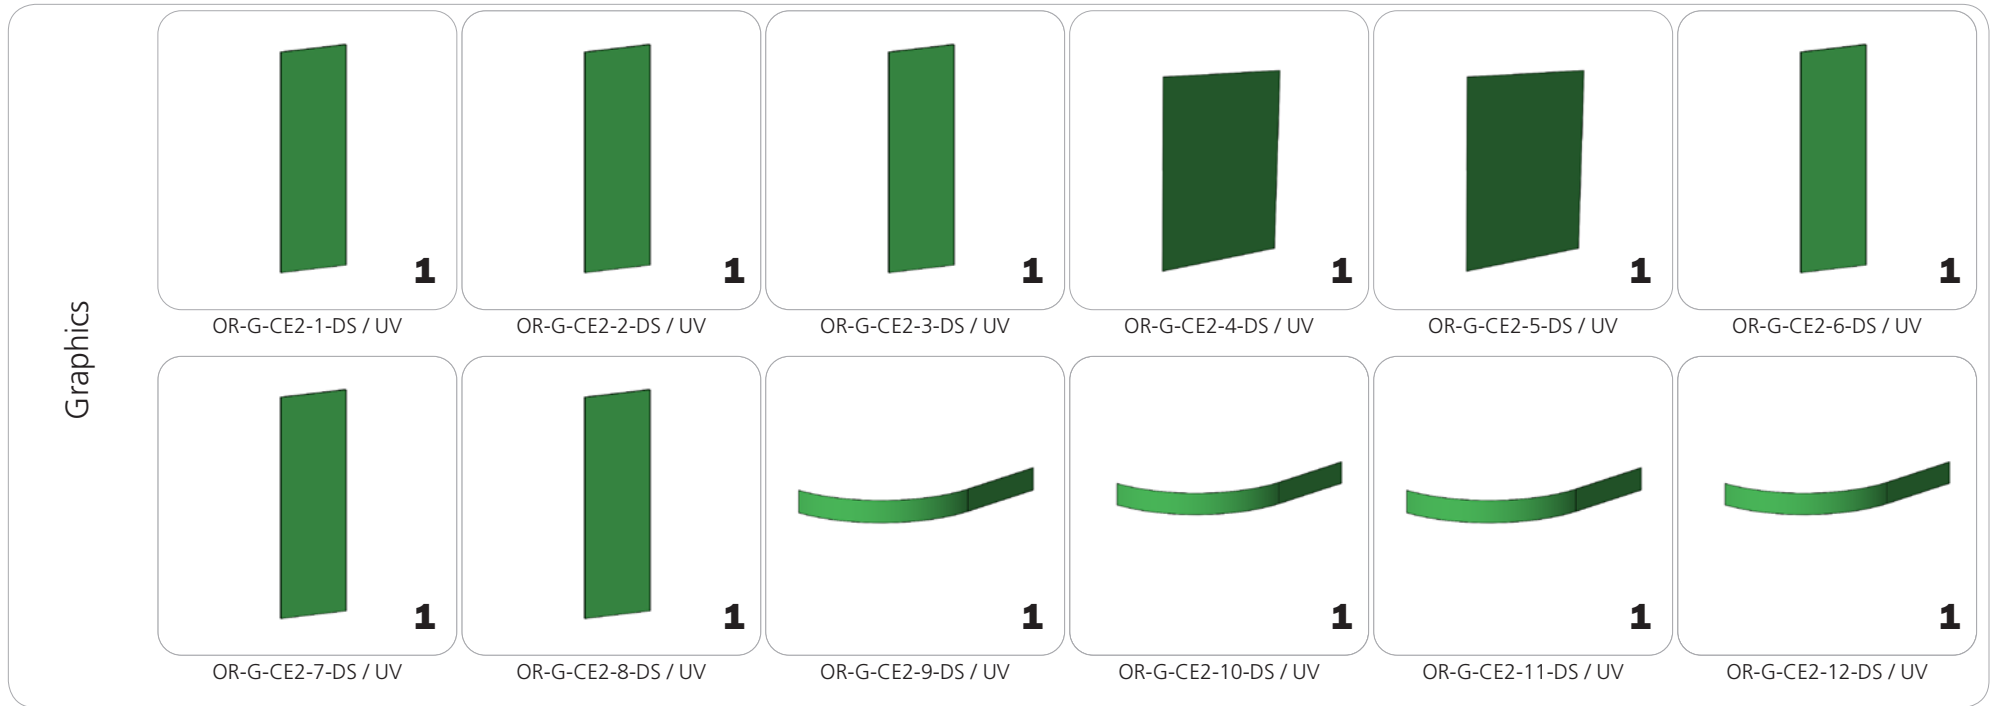 Graphics
1
1
1
1
1
1
OR-G-CE2-1-DS / UV
OR-G-CE2-2-DS / UV
OR-G-CE2-3-DS / UV
OR-G-CE2-4-DS / UV
OR-G-CE2-5-DS / UV
OR-G-CE2-6-DS / UV
1
1
1
1
1
1
OR-G-CE2-7-DS / UV
OR-G-CE2-8-DS / UV
OR-G-CE2-9-DS / UV
OR-G-CE2-10-DS / UV
OR-G-CE2-11-DS / UV
OR-G-CE2-12-DS / UV